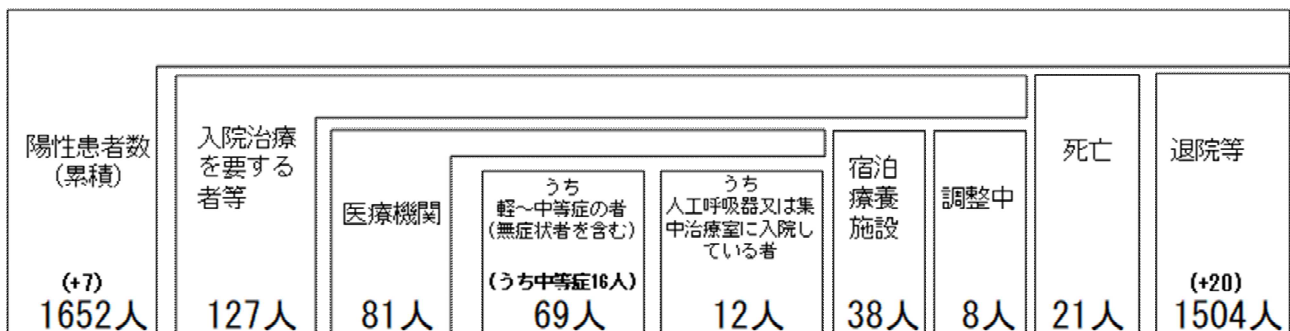 陽性患者数
(累積)
(+7)
1652人
入院治療
を要する
者等
127人
医療機関
81人
うち
軽～中等症の者
(無症状者を含む)
(うち中等症16人)
69人
うち
人工呼吸器又は集
中治療室に入院し
ている者
12人
宿泊
療養
施設
38人
調整中
8人
死亡
21人
退院等
(+20)
1504人